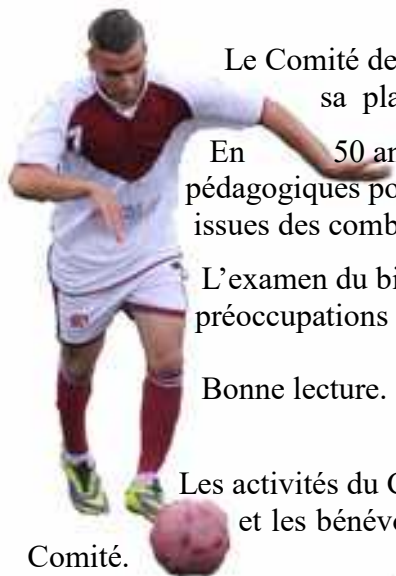 Le Comité de
sa pla
En 50 an
pédagogiques po
issues des comb
L’examen du bi
préoccupations
Bonne lecture.
Les activités du C
et les bénévo
Comité.